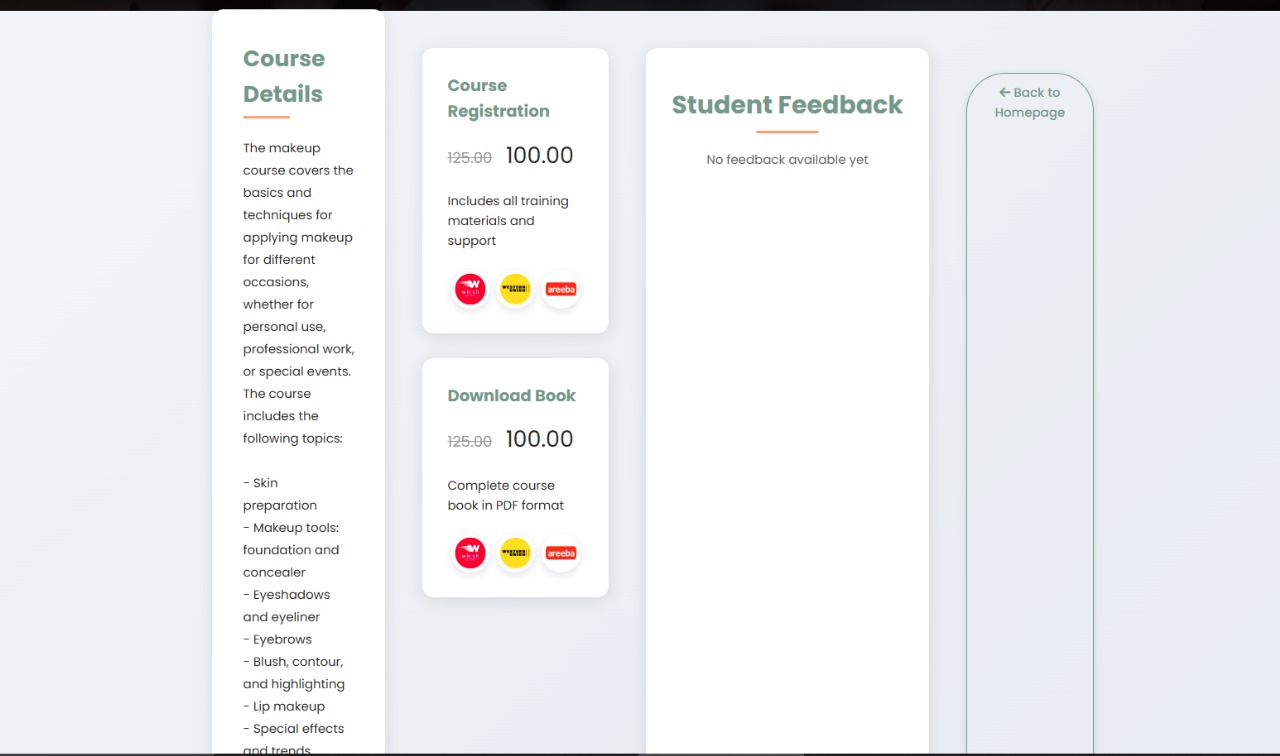 Course
Details
The makeup
course covers the
basics and
techniques for
applying makeup
for different
occasions,
whether for
personal use,
professional work,
or special events.
The course
includes the
following topics:
- Skin
preparation
- Makeup tools:
foundation and
concealer
- Eyeshadows
and eyeliner
- Eyebrows
- Blush, contour,
and highlighting
- Lip makeup
- Special effects
and trends
Course
Registration
125.00 100.00
Includes all training
materials and
support
W
whish
WESTERN
UNION
areeba
Download Book
125.00 100.00
Complete course
book in PDF format
W
whish
WESTERN
UNION
areeba
Student Feedback
No feedback available yet
← Back to
Homepage